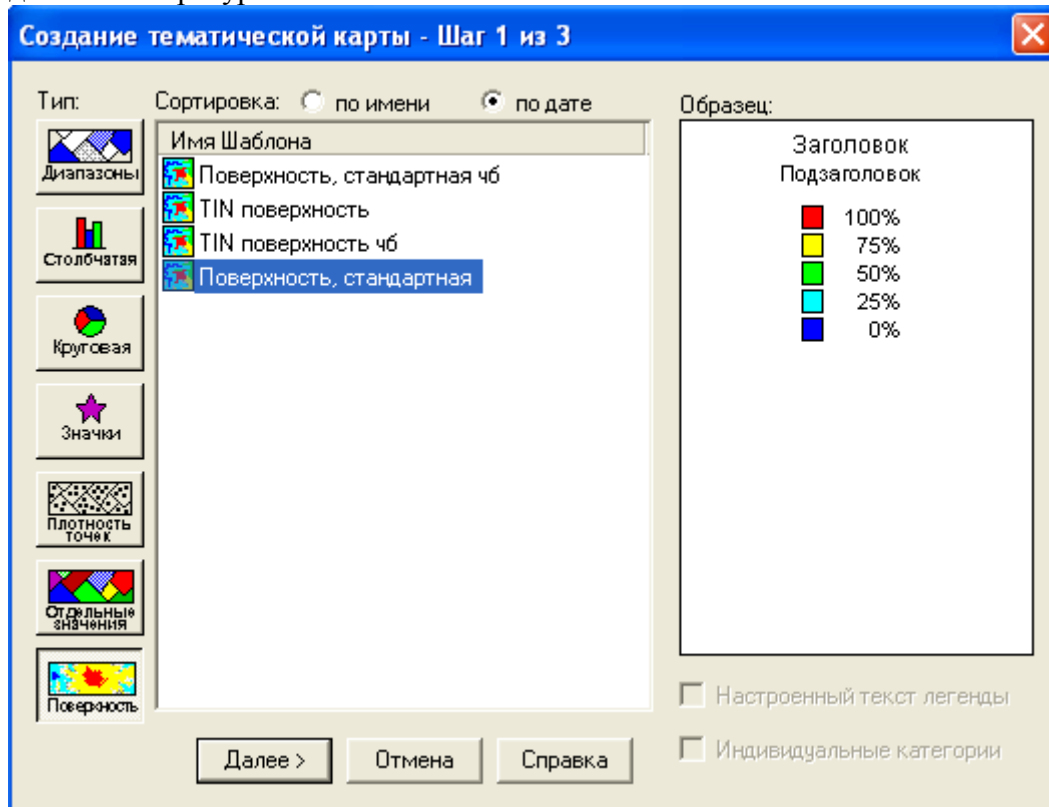 Создание тематической карты - Шаг 1 из 3
Тип:
Сортировка: по имени по дате
Образец:
Диапазоны
Столбчатая
Круговая
Значки
Плотность
точек
Отдельные
значения
Поверхность
Имя Шаблона
Поверхность, стандартная чб
TIN поверхность
TIN поверхность чб
Поверхность, стандартная
Заголовок
Подзаголовок
100%
75%
50%
25%
0%
Настроенный текст легенды
Индивидуальные категории
Далее >
Отмена
Справка